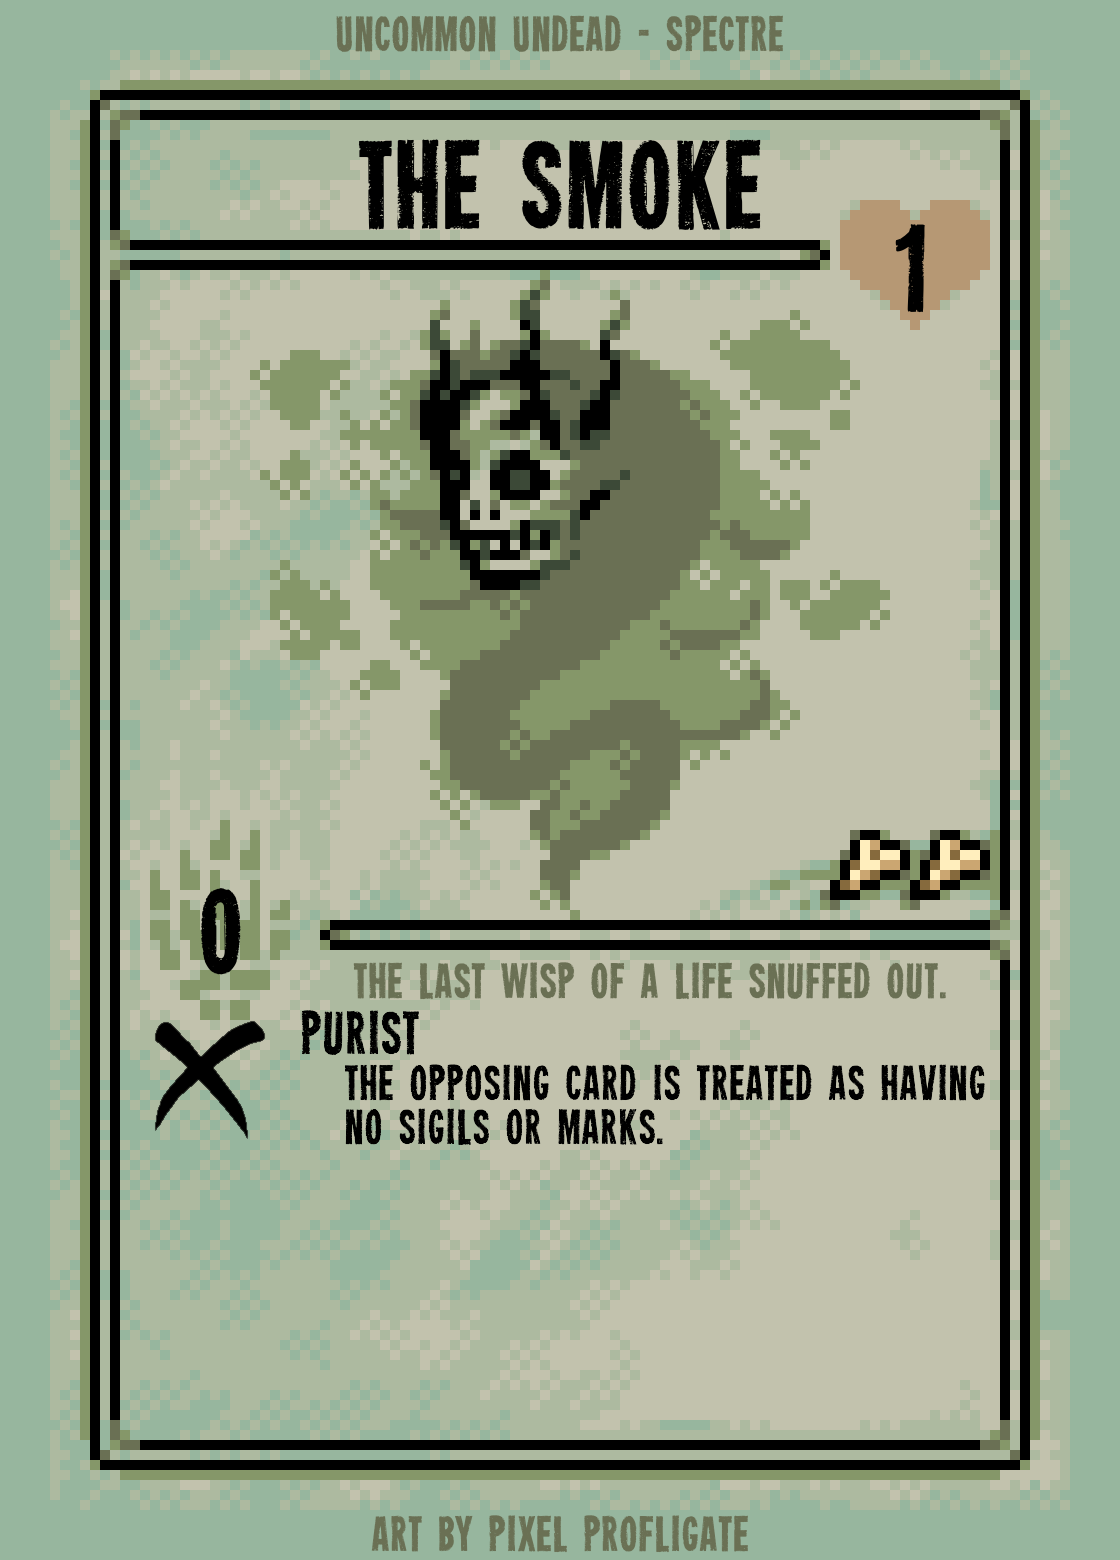 UNCOMMON UNDEAD - SPECTRE
THE SMOKE
1
0
THE LAST WISP OF A LIFE SNUFFED OUT.
PURIST
THE OPPOSING CARD IS TREATED AS HAVING
NO SIGILS OR MARKS.
ART BY PIXEL PROFLIGATE